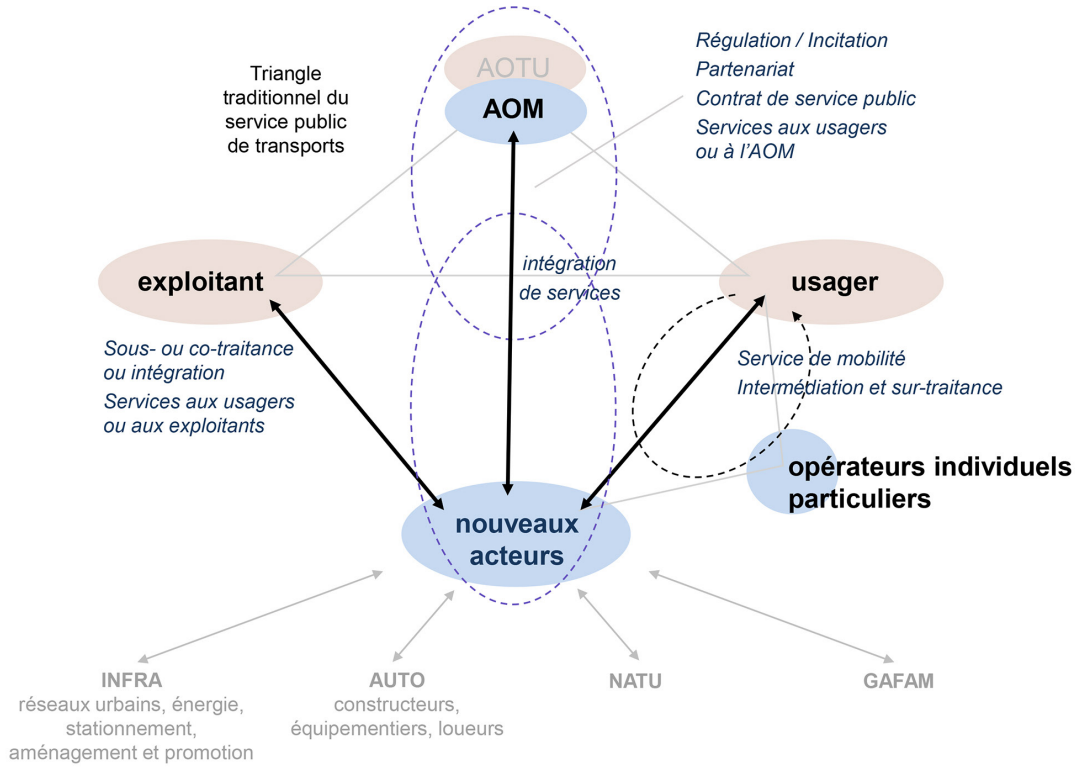 AOTU
AOM
Triangle
traditionnel du
service public
de transports
Régulation / Incitation
Partenariat
Contrat de service public
Services aux usagers
ou à l'AOM
exploitant
intégration
de services
usager
Sous- ou co-traitance
ou intégration
Services aux usagers
ou aux exploitants
Service de mobilité
Intermédiation et sur-traitance
opérateurs individuels
particuliers
nouveaux
acteurs
INFRA
réseaux urbains, énergie,
stationnement,
aménagement et promotion
AUTO
constructeurs,
équipementiers, loueurs
NATU
GAFAM